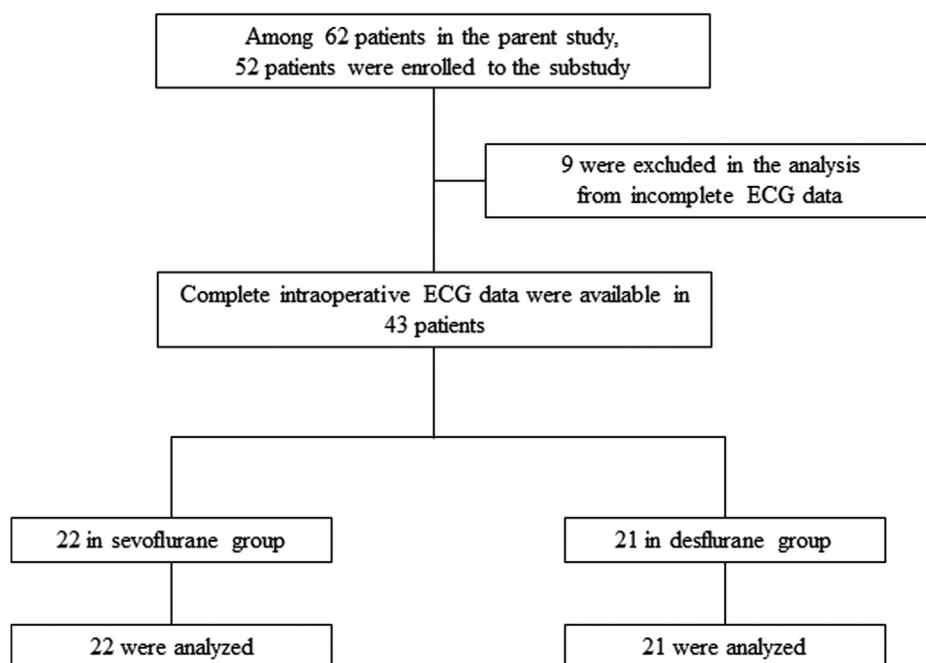 Among 62 patients in the parent study,
52 patients were enrolled to the substudy
9 were excluded in the analysis
from incomplete ECG data
Complete intraoperative ECG data were available in
43 patients
22 in sevoflurane group
21 in desflurane group
22 were analyzed
21 were analyzed